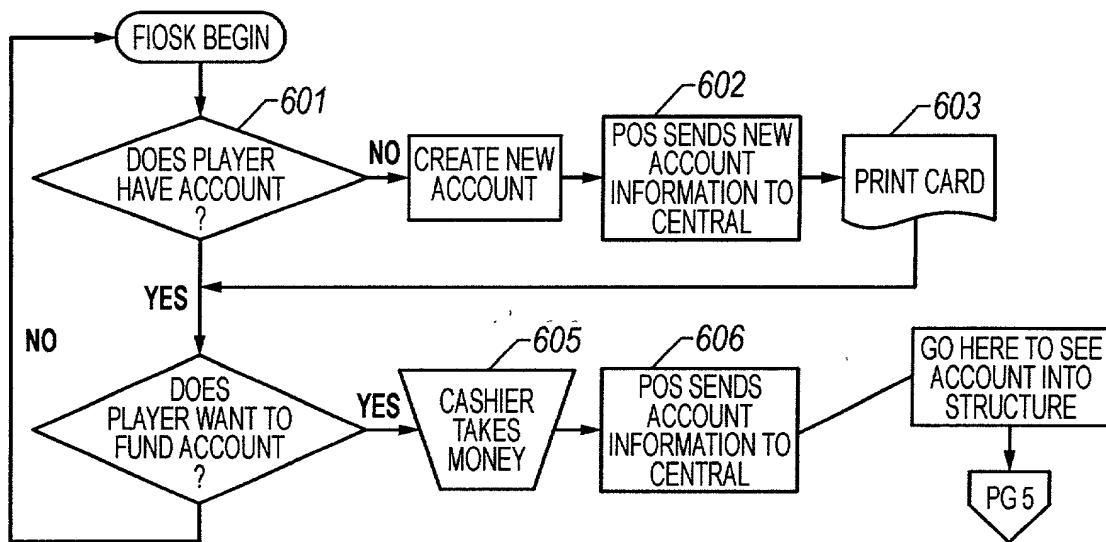 FIOSK BEGIN
601
DOES PLAYER
HAVE ACCOUNT
?
NO
CREATE NEW
ACCOUNT
602
POS SENDS NEW
ACCOUNT
INFORMATION TO
CENTRAL
603
PRINT CARD
YES
NO
DOES
PLAYER WANT TO
FUND ACCOUNT
?
YES
605
CASHIER
TAKES
MONEY
606
POS SENDS
ACCOUNT
INFORMATION TO
CENTRAL
GO HERE TO SEE
ACCOUNT INTO
STRUCTURE
PG 5